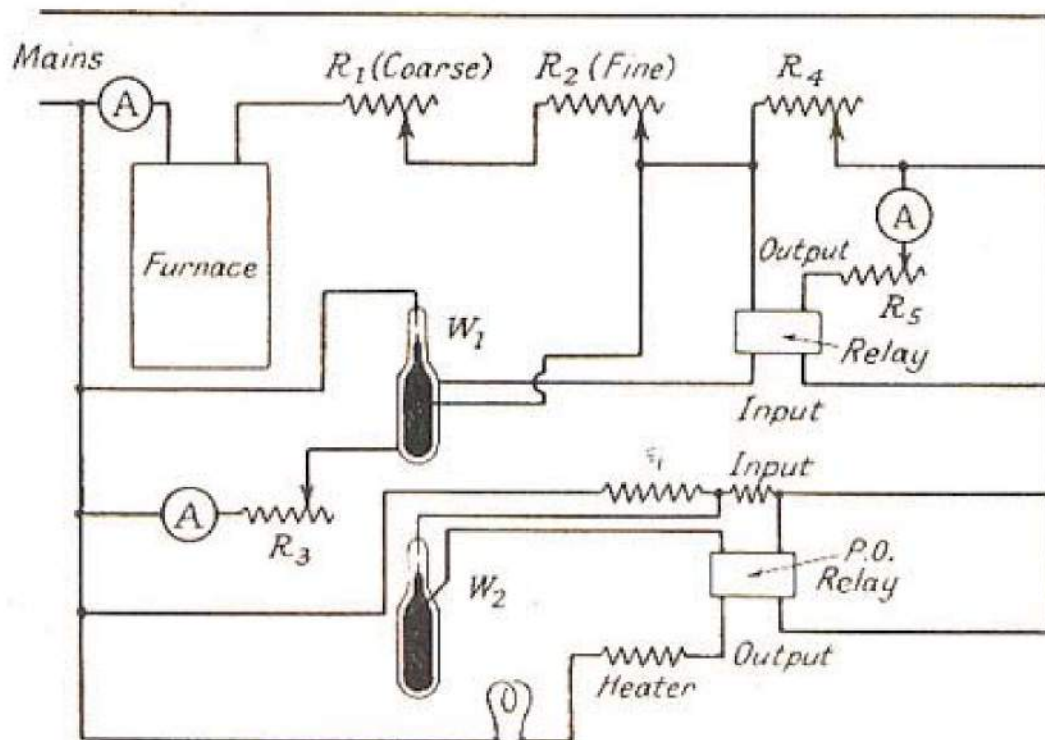 Mains
R1 (Coarse)
R2 (Fine)
R4
A
A
Furnace
Output
R5
W1
Relay
Input
Input
A
R3
P.O.
Relay
W2
Output
Heater